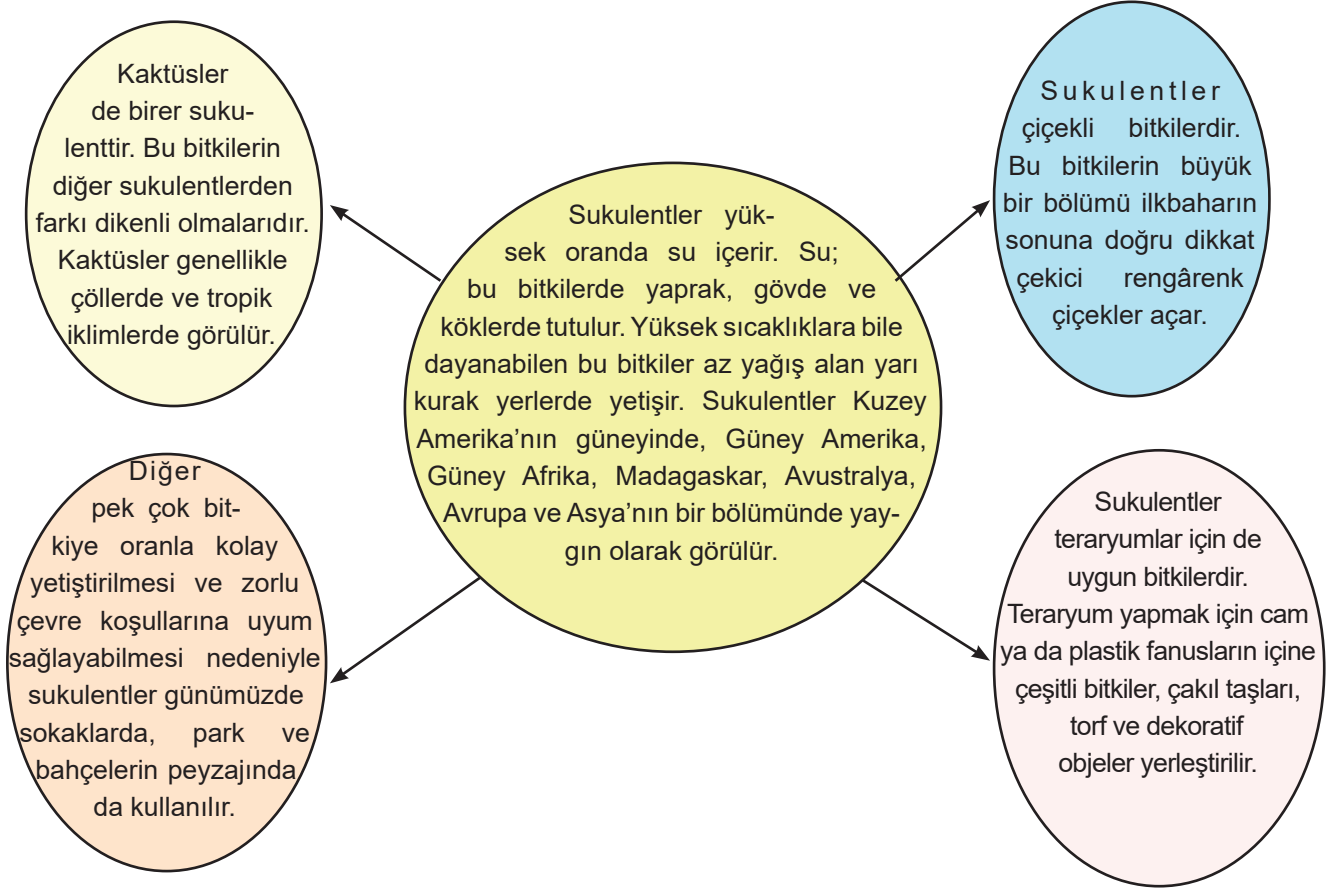 Kaktüsler
de birer suku-
lenttir. Bu bitkilerin
diğer sukulentlerden
farkı dikenli olmalarıdır.
Kaktüsler genellikle
çöllerde ve tropik
iklimlerde görülür.
Sukulentler yük-
sek oranda su içerir. Su;
bu bitkilerde yaprak, gövde ve
köklerde tutulur. Yüksek sıcaklıklara bile
dayanabilen bu bitkiler az yağış alan yarı
kurak yerlerde yetişir. Sukulentler Kuzey
Amerika’nın güneyinde, Güney Amerika,
Güney Afrika, Madagaskar, Avustralya,
Avrupa ve Asya’nın bir bölümünde yay-
gın olarak görülür.
Sukulentler
çiçekli bitkilerdir.
Bu bitkilerin büyük
bir bölümü ilkbaharın
sonuna doğru dikkat
çekici rengârenk
çiçekler açar.
Diğer
pek çok bit-
kiye oranla kolay
yetiştirilmesi ve zorlu
çevre koşullarına uyum
sağlayabilmesi nedeniyle
sukulentler günümüzde
sokaklarda, park ve
bahçelerin peyzajında
da kullanılır.
Sukulentler
teraryumlar için de
uygun bitkilerdir.
Teraryum yapmak için cam
ya da plastik fanusların içine
çeşitli bitkiler, çakıl taşları,
torf ve dekoratif
objeler yerleştirilir.